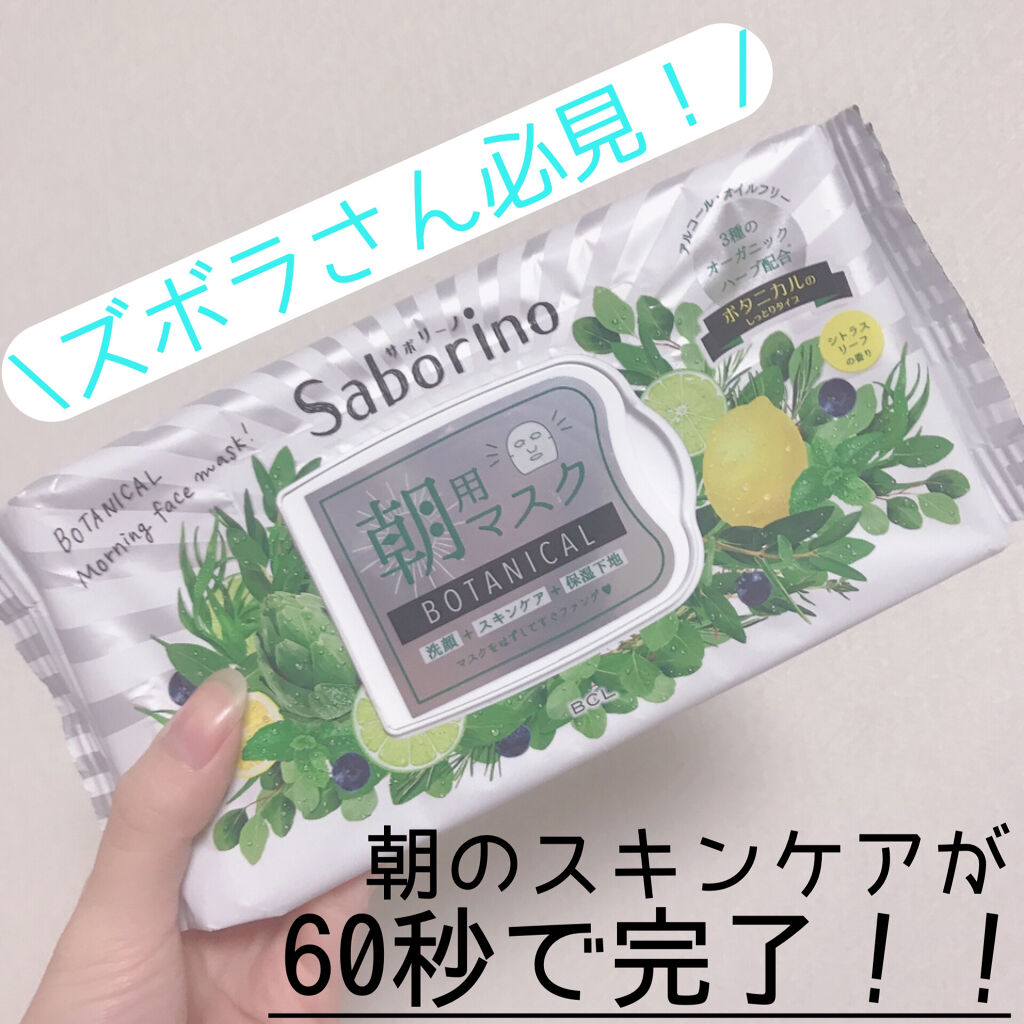 \ズボラさん必見！/
アルコール・オイルフリー
3種の
オーガニック
ハーブ配合
ボタニカルの
しっとりタイプ
シトラス
リーフ
の香り
サボリーノ
Saborino
BOTANICAL
Morning face mask!
朝用
マスク
BOTANICAL
洗顔+スキンケア+保湿下地
マスクをはずしてすぐファンデ♥
BCL
朝のスキンケアが
60秒で完了！！